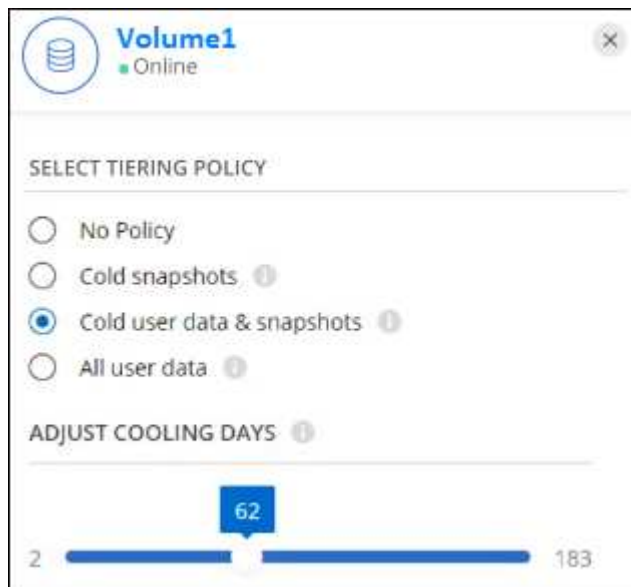 Volume1
Online
SELECT TIERING POLICY
No Policy
Cold snapshots
Cold user data & snapshots
All user data
ADJUST COOLING DAYS
62
2 183